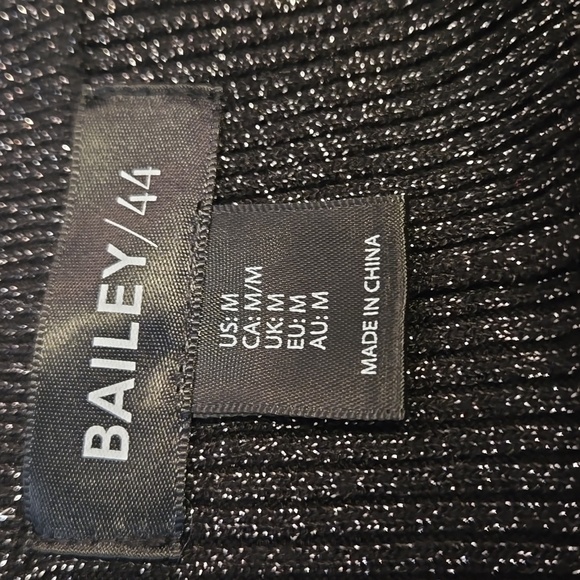 BAILEY/44
US: M
CA: M/M
UK: M
EU: M
AU: M
MADE IN CHINA